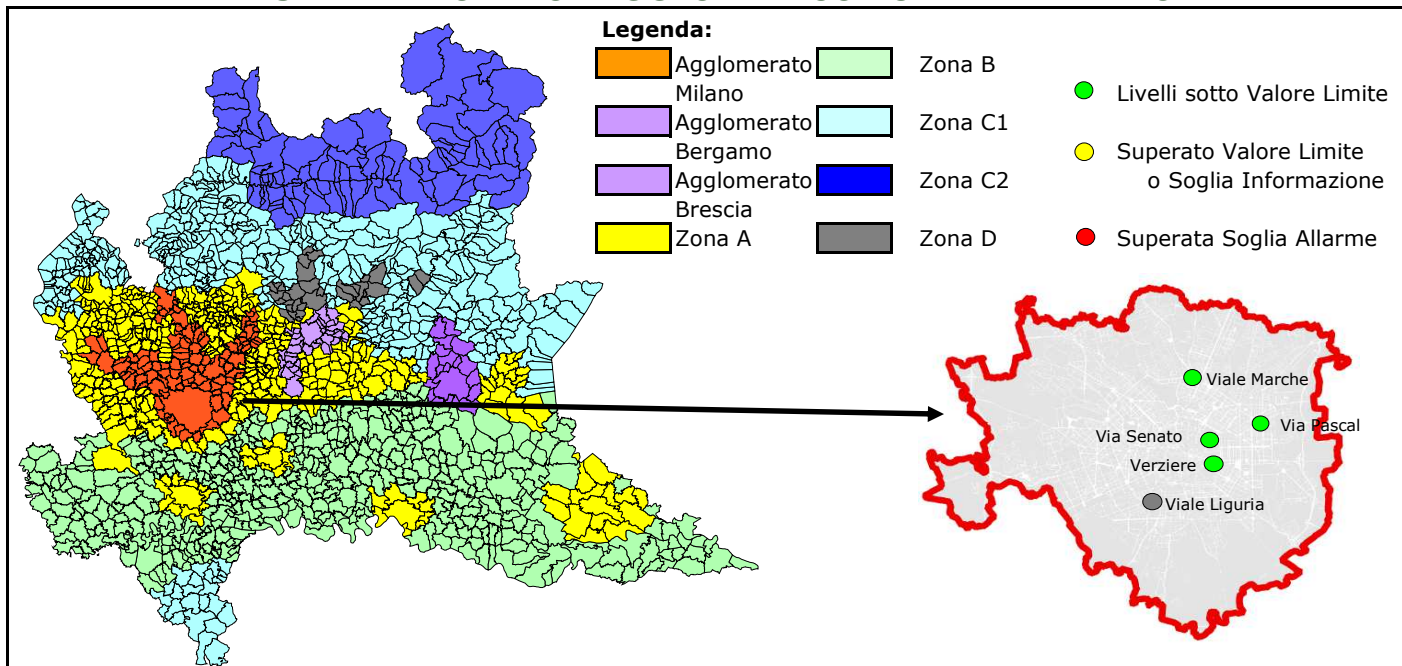 Legenda:
Agglomerato
Milano
Agglomerato
Bergamo
Agglomerato
Brescia
Zona A
Zona B
Zona C1
Zona C2
Zona D
Livelli sotto Valore Limite
Superato Valore Limite
o Soglia Informazione
Superata Soglia Allarme
Viale Marche
Via Pascal
Via Senato
Verziere
Viale Liguria